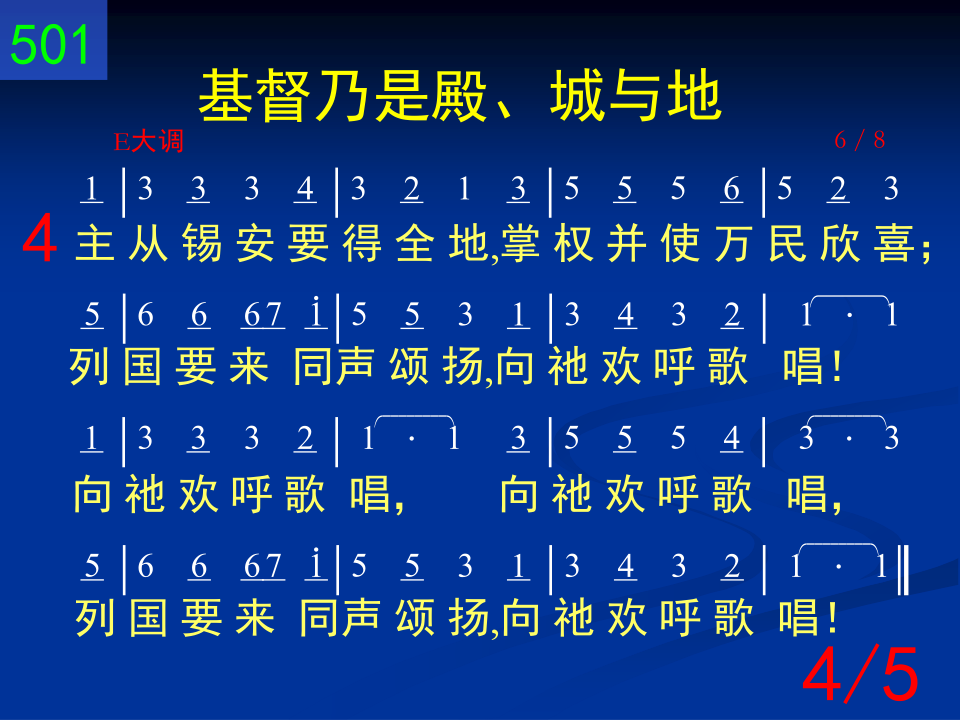 501
基督乃是殿、城与地
E大调 6/8
1 | 3 3 3 4 | 3 2 1 3 | 5 5 5 6 | 5 2 3
4 主从锡安要得全地,掌权并使万民欣喜；
5 | 6 6 67 i | 5 5 3 1 | 3 4 3 2 | 1 · 1
列国要来 同声颂扬,向祂欢呼歌 唱！
1 | 3 3 3 2 | 1 · 1 3 | 5 5 5 4 | 3 · 3
向祂欢呼歌 唱， 向祂欢呼歌 唱，
5 | 6 6 67 i | 5 5 3 1 | 3 4 3 2 | 1 · 1 ‖
列国要来 同声颂扬,向祂欢呼歌 唱！
4/5